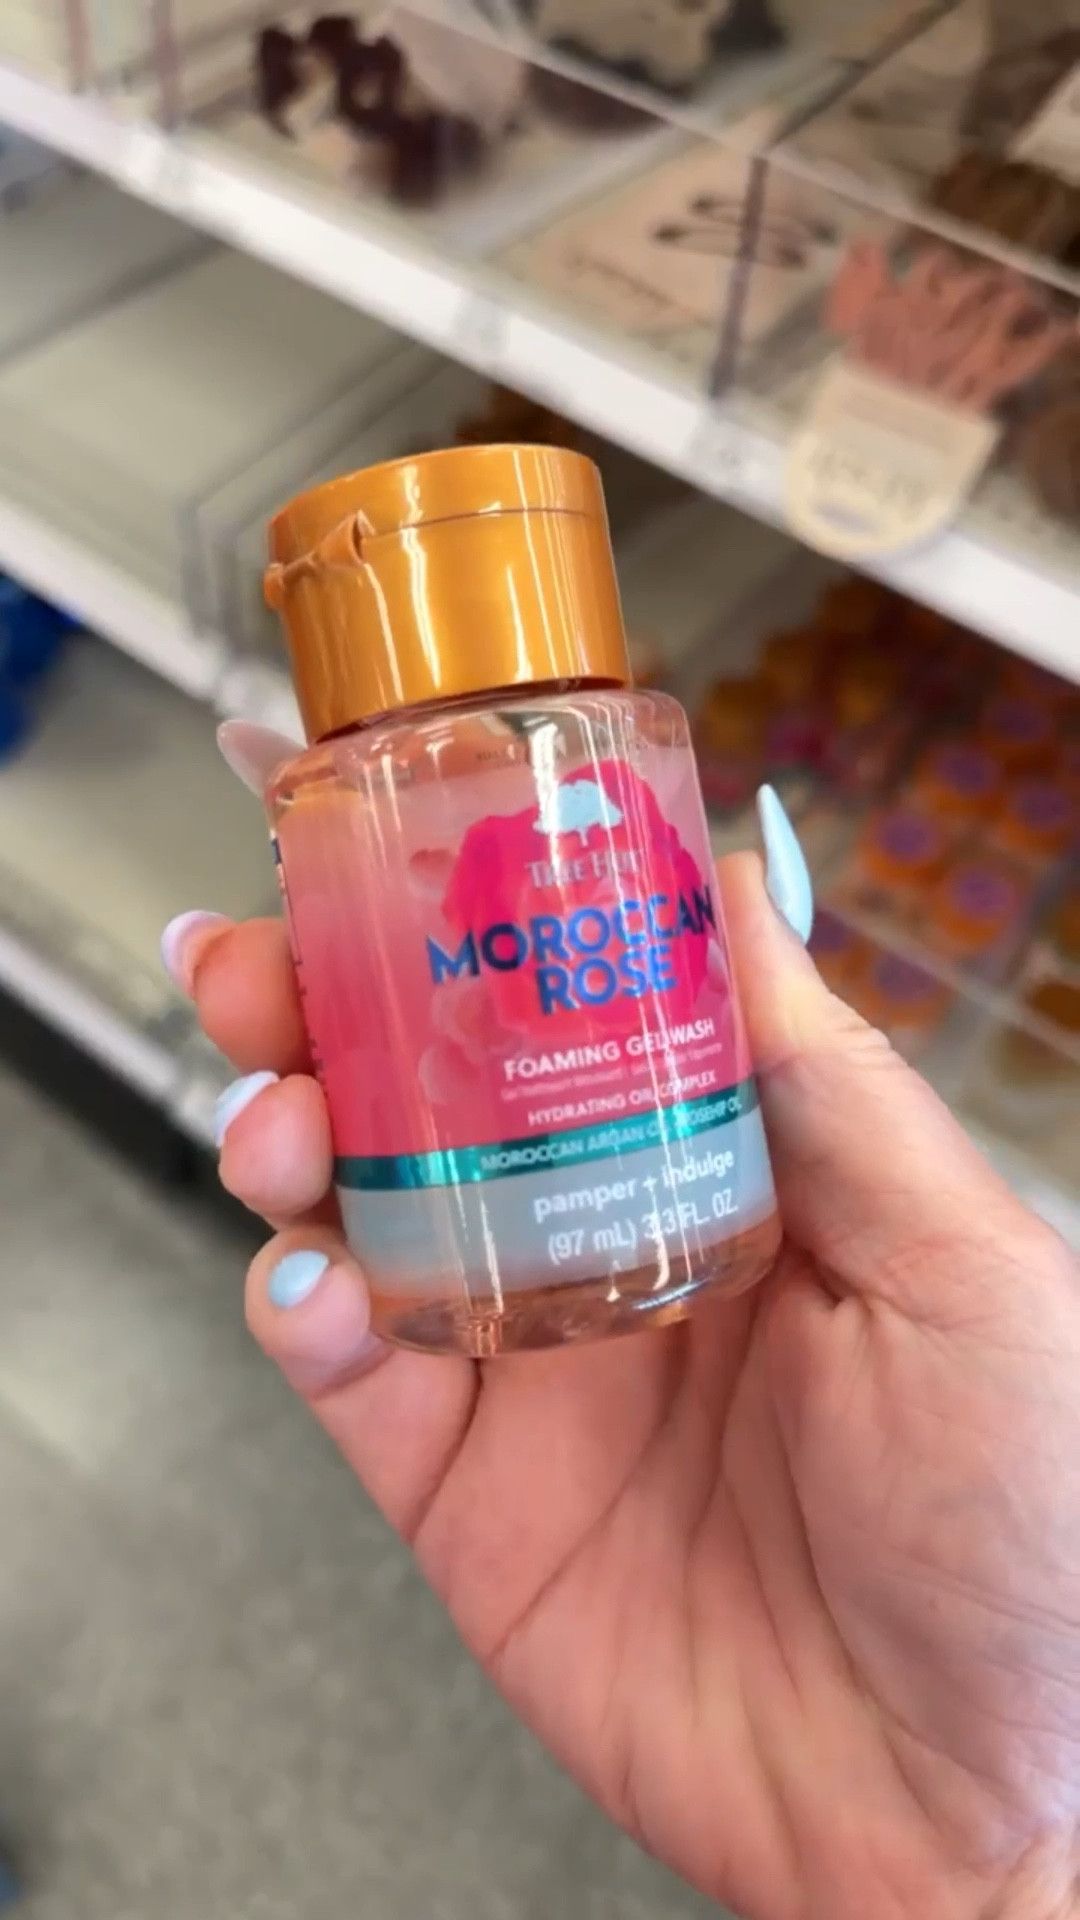 TREE HUT
MOROCCAN
ROSE
FOAMING GEL WASH
HYDRATING OIL COMPLEX
MOROCCAN ARGAN OIL ROSEHIP OIL
pamper + indulge
(97 mL) 3.3 FL. OZ.